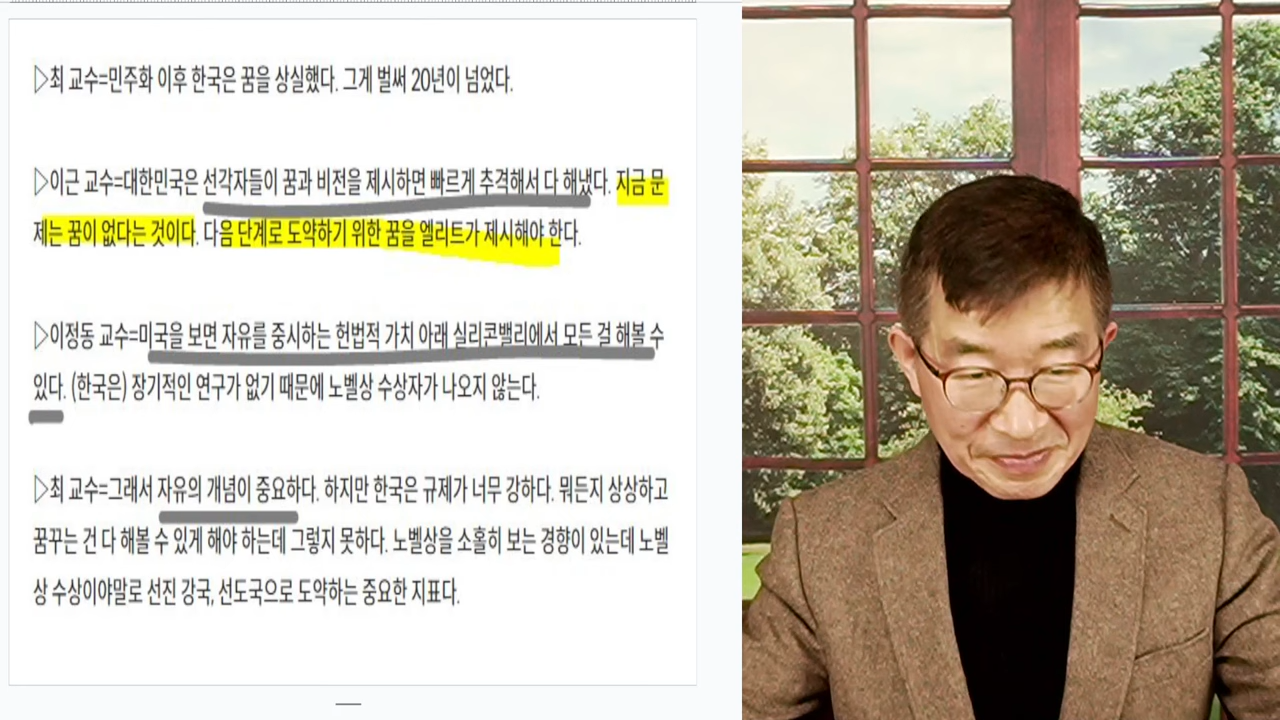 ▷최 교수=민주화 이후 한국은 꿈을 상실했다. 그게 벌써 20년이 넘었다.
▷이근 교수=대한민국은 선각자들이 꿈과 비전을 제시하면 빠르게 추격해서 다 해냈다. 지금 문
제는 꿈이 없다는 것이다. 다음 단계로 도약하기 위한 꿈을 엘리트가 제시해야 한다.
▷이정동 교수=미국을 보면 자유를 중시하는 헌법적 가치 아래 실리콘밸리에서 모든 걸 해볼 수
있다. (한국은) 장기적인 연구가 없기 때문에 노벨상 수상자가 나오지 않는다.
▷최 교수=그래서 자유의 개념이 중요하다. 하지만 한국은 규제가 너무 강하다. 뭐든지 상상하고
꿈꾸는 건 다 해볼 수 있게 해야 하는데 그렇지 못하다. 노벨상을 소홀히 보는 경향이 있는데 노벨
상 수상이야말로 선진 강국, 선도국으로 도약하는 중요한 지표다.